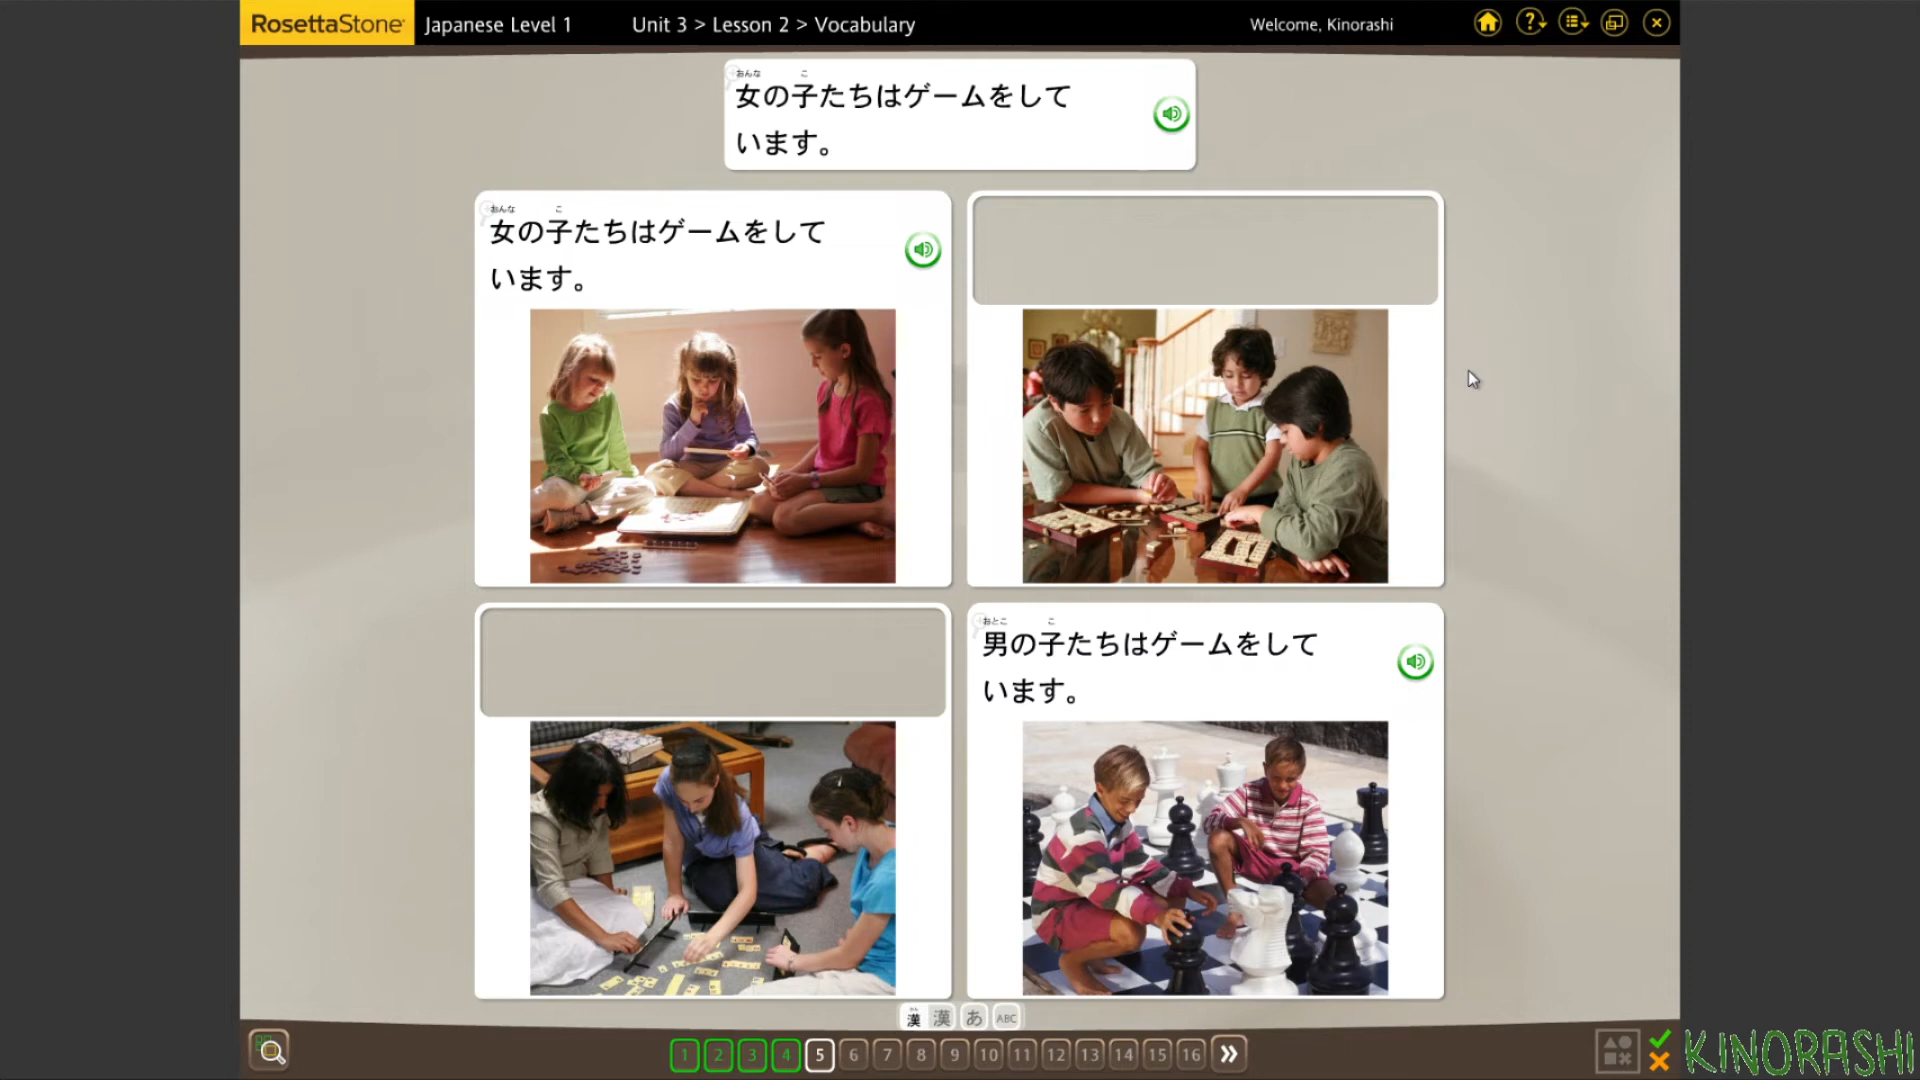 RosettaStone
Japanese Level 1
Unit 3 > Lesson 2 > Vocabulary
Welcome, Kinorashi
おんな こ
女の子たちはゲームをして
います。
おんな こ
女の子たちはゲームをして
います。
おとこ こ
男の子たちはゲームをして
います。
漢 漢 あ ABC
1 2 3 4 5 6 7 8 9 10 11 12 13 14 15 16
KINORASHI